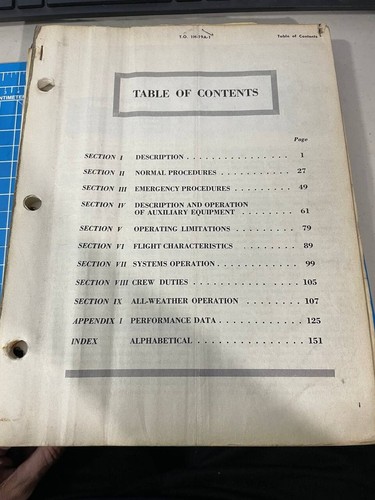 T.O. 1H-19A-1
Table of Contents
TABLE OF CONTENTS
Page
SECTION I DESCRIPTION . . . . . . . . . . . . . . . . 1
SECTION II NORMAL PROCEDURES . . . . . . . . . . . 27
SECTION III EMERGENCY PROCEDURES . . . . . . . . . 49
SECTION IV DESCRIPTION AND OPERATION
OF AUXILIARY EQUIPMENT . . . . . . . . 61
SECTION V OPERATING LIMITATIONS . . . . . . . . . 79
SECTION VI FLIGHT CHARACTERISTICS . . . . . . . . 89
SECTION VII SYSTEMS OPERATION . . . . . . . . . . . 99
SECTION VIII CREW DUTIES . . . . . . . . . . . . . . . 105
SECTION IX ALL-WEATHER OPERATION . . . . . . . . 107
APPENDIX I PERFORMANCE DATA . . . . . . . . . . . . 125
INDEX ALPHABETICAL . . . . . . . . . . . . . . . 151